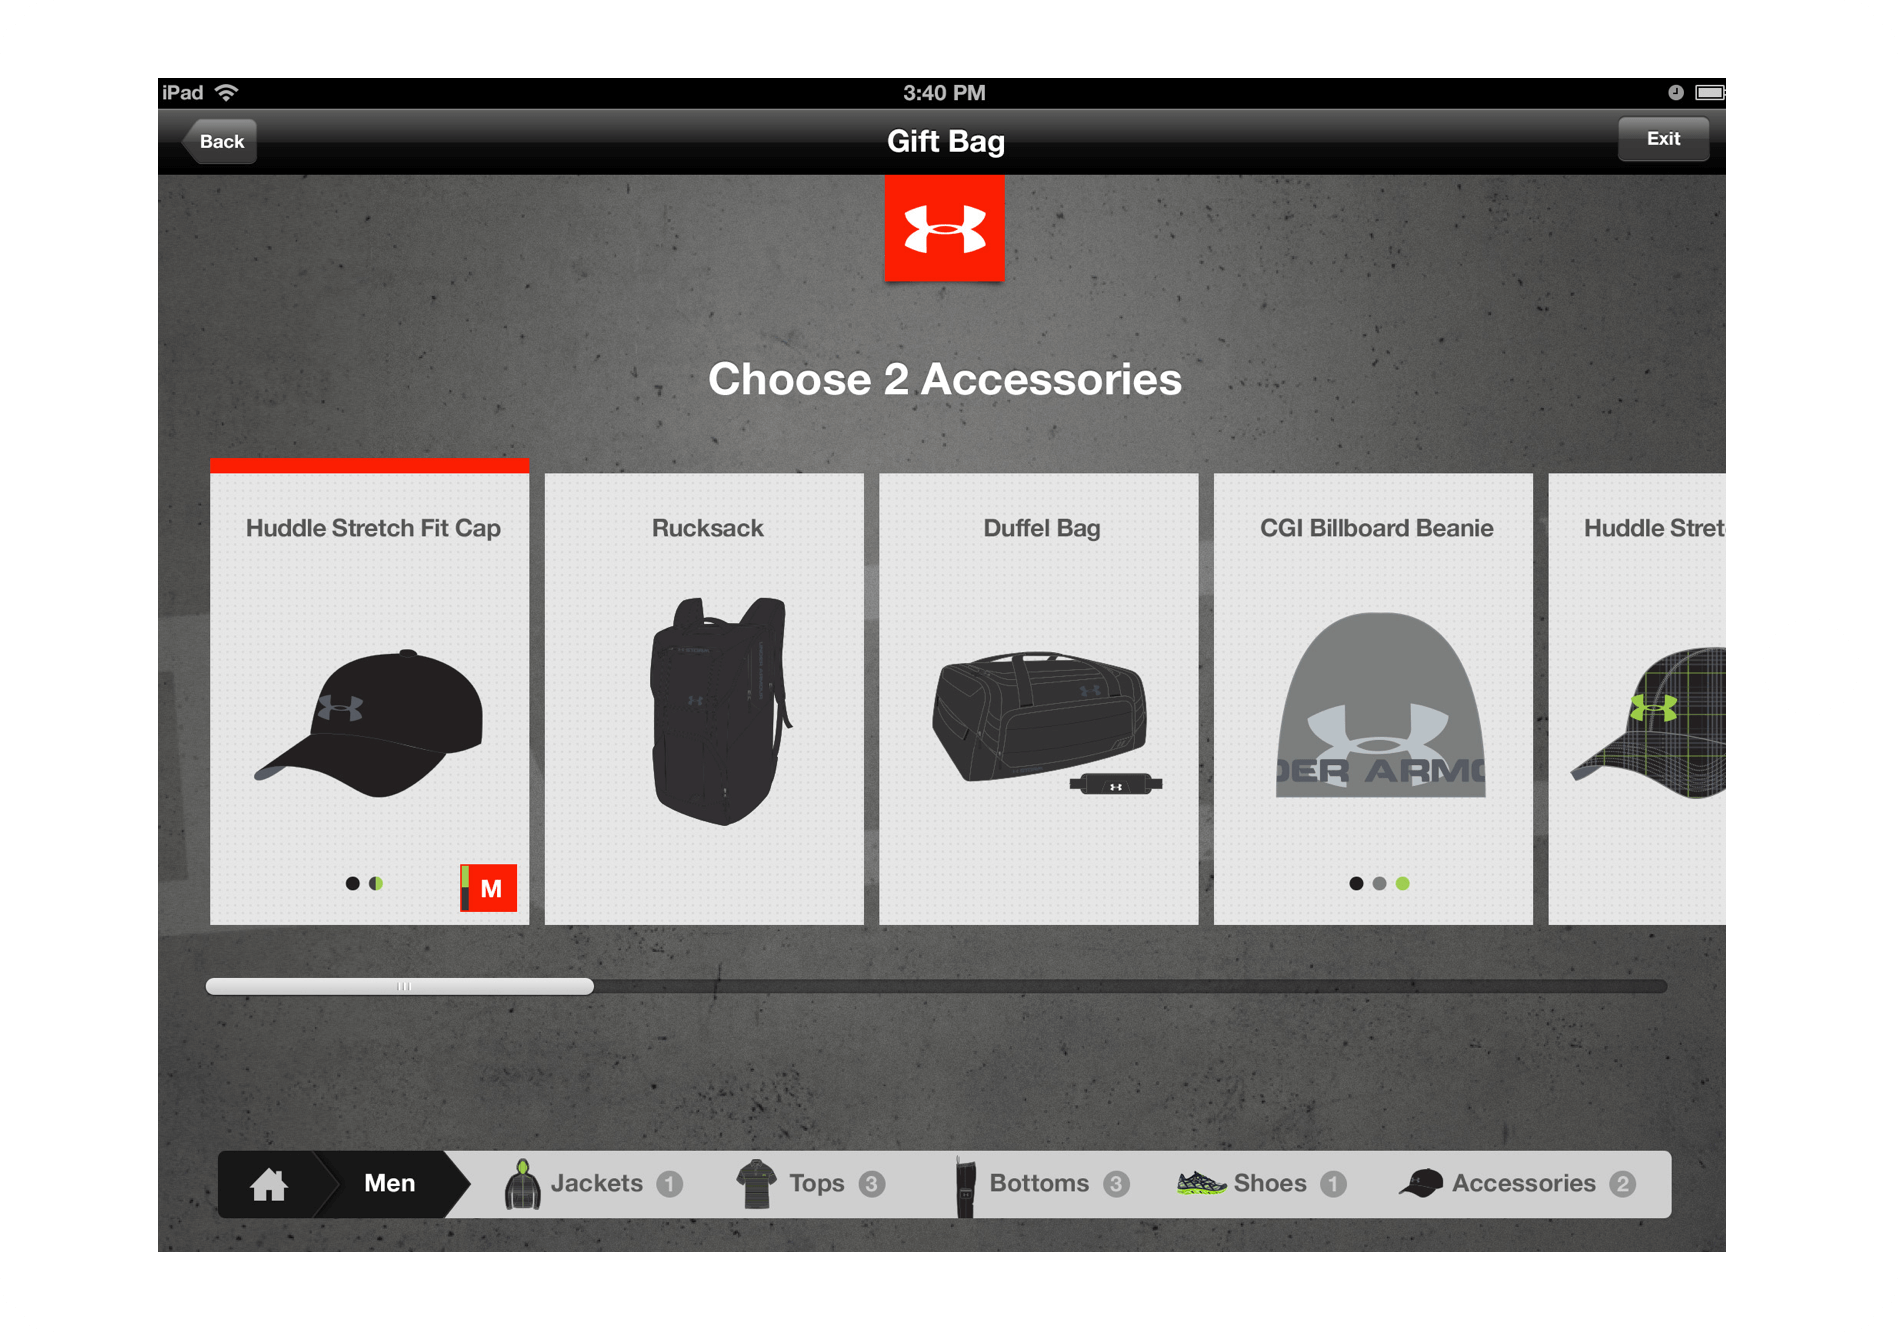 iPad 3:40 PM
Back Gift Bag Exit
Choose 2 Accessories
Huddle Stretch Fit Cap
Rucksack
Duffel Bag
CGI Billboard Beanie
Huddle Stret
DER ARMO
M
Men Jackets 1 Tops 3 Bottoms 3 Shoes 1 Accessories 2